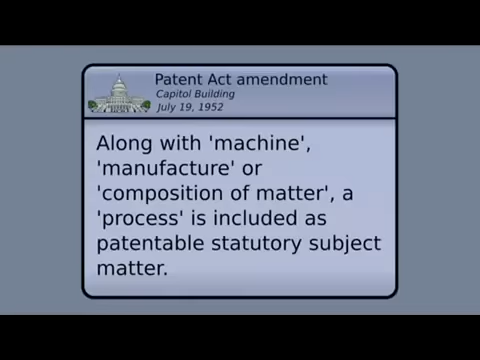 Patent Act amendment
Capitol Building
July 19, 1952
Along with 'machine',
'manufacture' or
'composition of matter', a
'process' is included as
patentable statutory subject
matter.